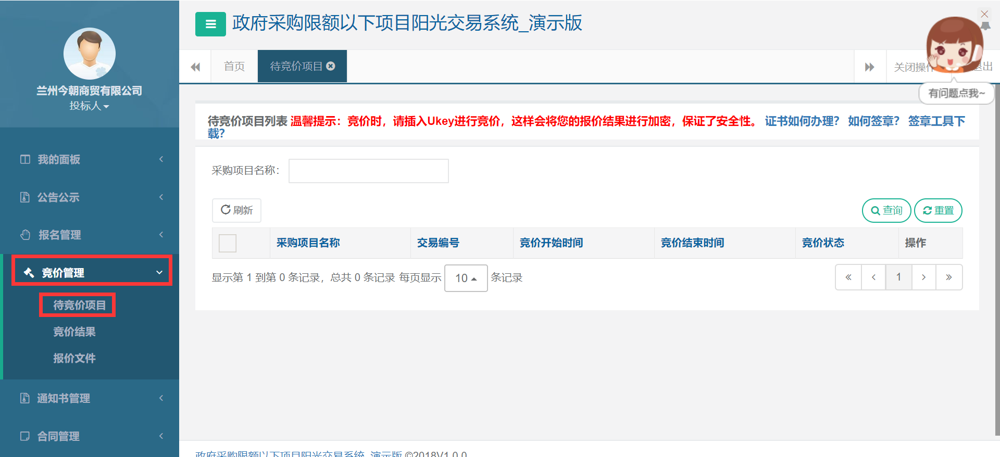 政府采购限额以下项目阳光交易系统_演示版
首页
待竞价项目
关闭操作
退出
有问题点我~
兰州今朝商贸有限公司
投标人
我的面板
公告公示
报名管理
竞价管理
待竞价项目
竞价结果
报价文件
通知书管理
合同管理
待竞价项目列表 温馨提示：竞价时，请插入Ukey进行竞价，这样会将您的报价结果进行加密，保证了安全性。 证书如何办理? 如何签章? 签章工具下
载?
采购项目名称：
刷新
查询
重置
采购项目名称 交易编号 竞价开始时间 竞价结束时间 竞价状态 操作
显示第 1 到第 0 条记录，总共 0 条记录 每页显示 10 条记录
« ‹ 1 › »
政府采购限额以下项目阳光交易系统_演示版 ©2018V1.0.0